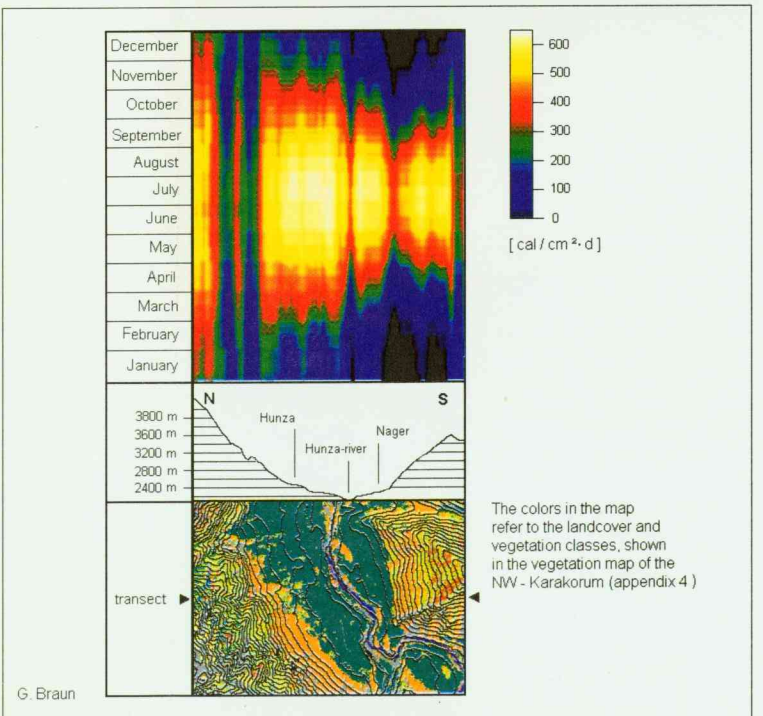 December
November
October
September
August
July
June
May
April
March
February
January
600
500
400
300
200
100
0
[ cal / cm ²· d ]
N
S
3800 m
3600 m
3200 m
2800 m
2400 m
Hunza
Hunza-river
Nager
transect
The colors in the map
refer to the landcover and
vegetation classes, shown
in the vegetation map of the
NW - Karakorum (appendix 4 )
G. Braun